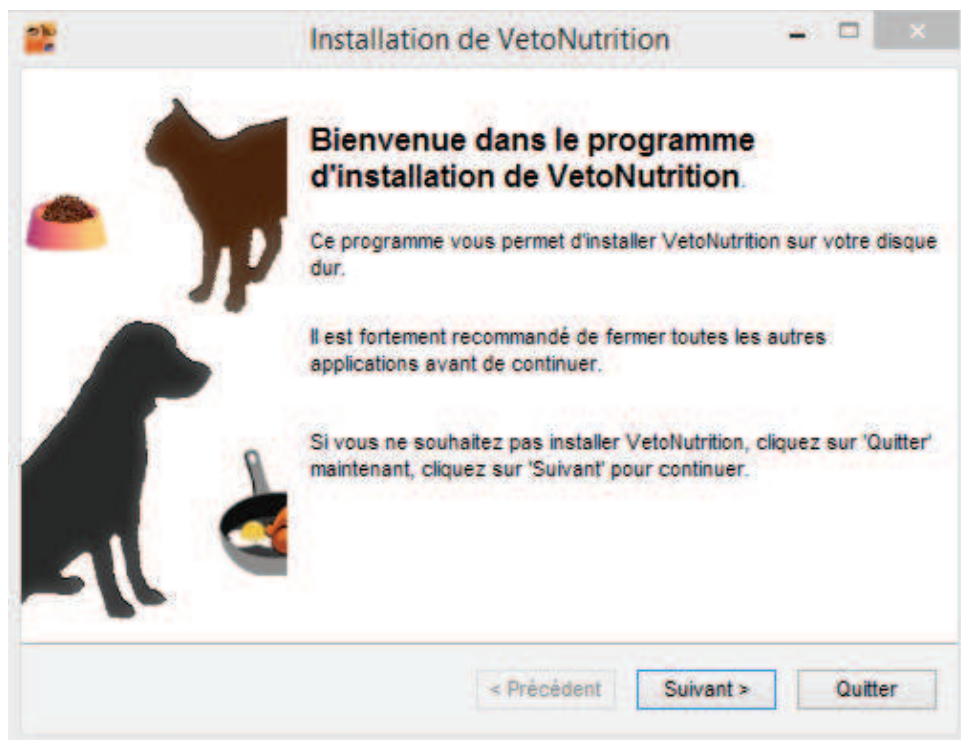 Installation de VetoNutrition
Bienvenue dans le programme
d'installation de VetoNutrition.
Ce programme vous permet d'installer VetoNutrition sur votre disque
dur.
Il est fortement recommandé de fermer toutes les autres
applications avant de continuer.
Si vous ne souhaitez pas installer VetoNutrition, cliquez sur 'Quitter'
maintenant, cliquez sur 'Suivant' pour continuer.
< Précédent Suivant > Quitter